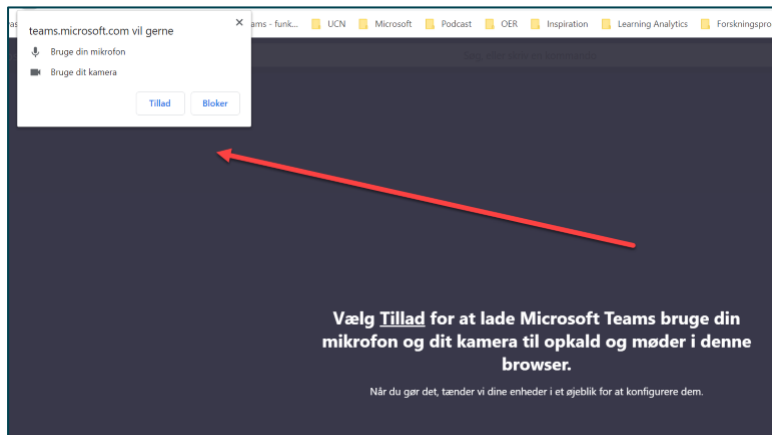 teams.microsoft.com vil gerne
Bruge din mikrofon
Bruge dit kamera
Tillad Bloker
ams - funk... UCN Microsoft Podcast OER Inspiration Learning Analytics Forskningspro
Vælg Tillad for at lade Microsoft Teams bruge din
mikrofon og dit kamera til opkald og møder i denne
browser.
Når du gør det, tænder vi dine enheder i et øjeblik for at konfigurere dem.